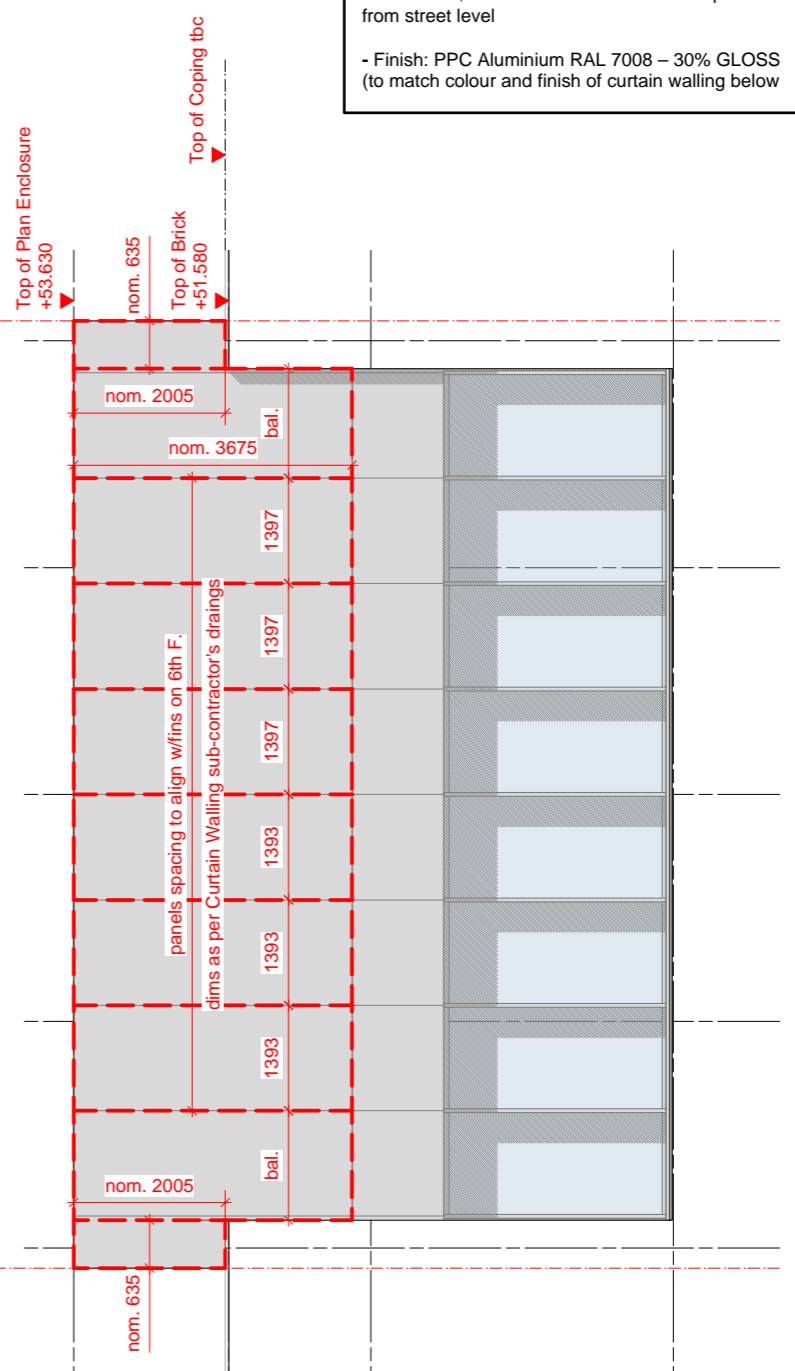 from street level
- Finish: PPC Aluminium RAL 7008 – 30% GLOSS
(to match colour and finish of curtain walling below
Top of Coping tbc
Top of Plan Enclosure
+53.630
nom. 635
Top of Brick
+51.580
nom. 2005
bal.
nom. 3675
1397
1397
1397
panels spacing to align w/fins on 6th F.
dims as per Curtain Walling sub-contractor's draings
1393
1393
1393
bal.
nom. 2005
nom. 635